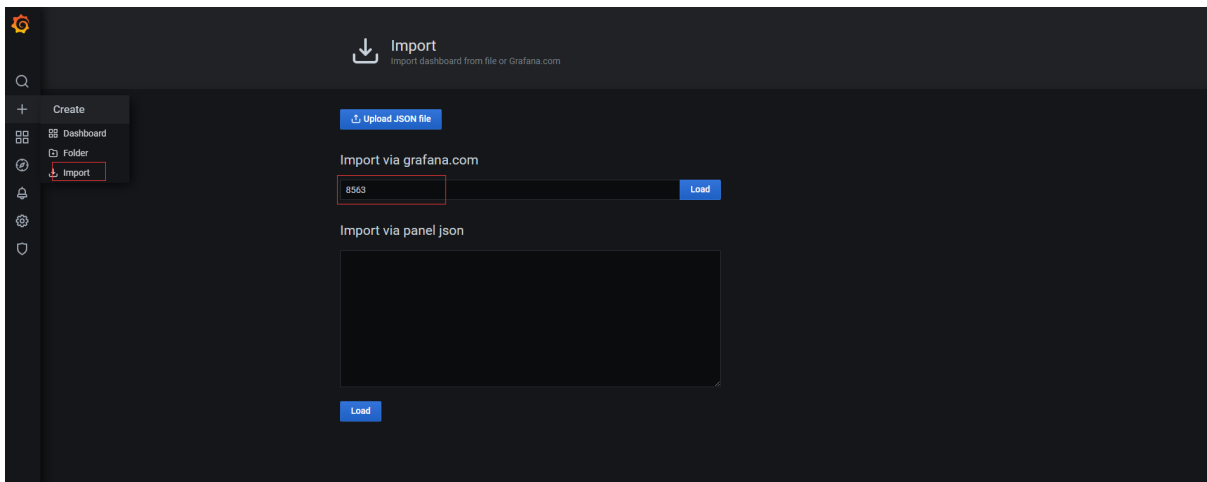 Import
Import dashboard from file or Grafana.com
Create
Dashboard
Folder
Import
Upload JSON file
Import via grafana.com
8563
Load
Import via panel json
Load